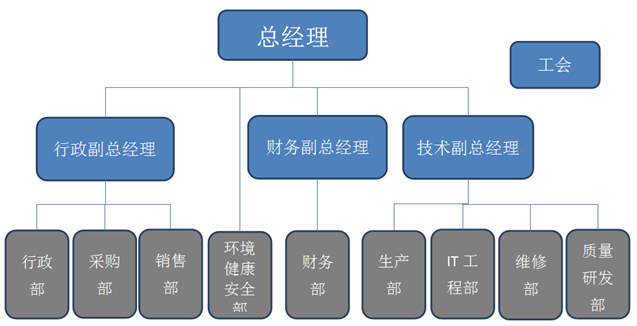 总经理
工会
行政副总经理
财务副总经理
技术副总经理
行政
部
采购
部
销售
部
环境
健康
安全
部
财务
部
生产
部
IT 工
程部
维修
部
质量
研发
部